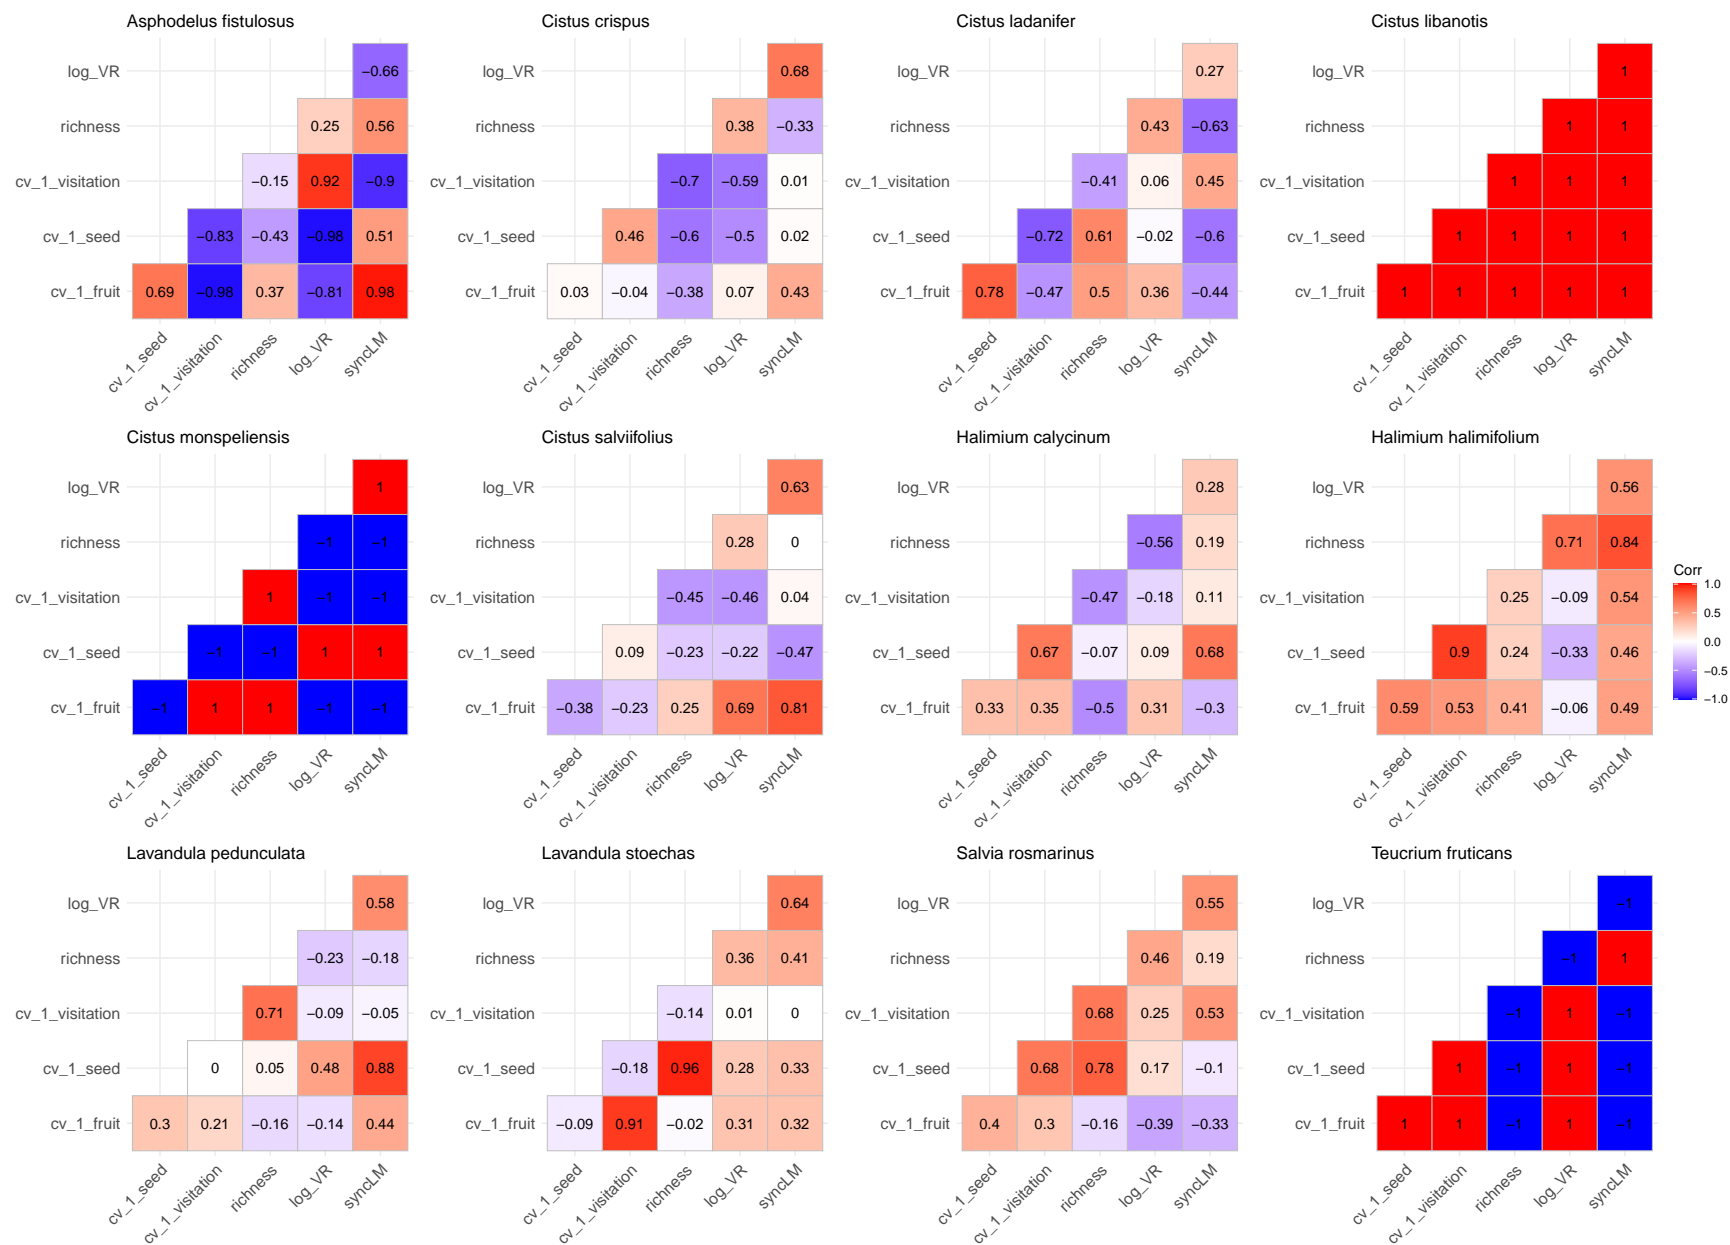 Asphodelus fistulosus Cistus crispus Cistus ladanifer Cistus libanotis
log_VR −0.66 log_VR 0.68 log_VR 0.27 log_VR 1
richness 0.25 0.56 richness 0.38 −0.33 richness 0.43 −0.63 richness 1 1
cv_1_visitation −0.15 0.92 −0.9 cv_1_visitation −0.7 −0.59 0.01 cv_1_visitation −0.41 0.06 0.45 cv_1_visitation 1 1 1
cv_1_seed −0.83 −0.43 −0.98 0.51 cv_1_seed 0.46 −0.6 −0.5 0.02 cv_1_seed −0.72 0.61 −0.02 −0.6 cv_1_seed 1 1 1 1
cv_1_fruit 0.69 −0.98 0.37 −0.81 0.98 cv_1_fruit 0.03 −0.04 −0.38 0.07 0.43 cv_1_fruit 0.78 −0.47 0.5 0.36 −0.44 cv_1_fruit 1 1 1 1 1
cv_1_seed cv_1_visitation richness log_VR syncLM cv_1_seed cv_1_visitation richness log_VR syncLM cv_1_seed cv_1_visitation richness log_VR syncLM cv_1_seed cv_1_visitation richness log_VR syncLM
Cistus monspeliensis Cistus salviifolius Halimium calycinum Halimium halimifolium
log_VR 1 log_VR 0.63 log_VR 0.28 log_VR 0.56
richness −1 −1 richness 0.28 0 richness −0.56 0.19 richness 0.71 0.84
cv_1_visitation 1 −1 −1 cv_1_visitation −0.45 −0.46 0.04 cv_1_visitation −0.47 −0.18 0.11 cv_1_visitation 0.25 −0.09 0.54
cv_1_seed −1 −1 1 1 cv_1_seed 0.09 −0.23 −0.22 −0.47 cv_1_seed 0.67 −0.07 0.09 0.68 cv_1_seed 0.9 0.24 −0.33 0.46
cv_1_fruit −1 1 1 −1 −1 cv_1_fruit −0.38 −0.23 0.25 0.69 0.81 cv_1_fruit 0.33 0.35 −0.5 0.31 −0.3 cv_1_fruit 0.59 0.53 0.41 −0.06 0.49
cv_1_seed cv_1_visitation richness log_VR syncLM cv_1_seed cv_1_visitation richness log_VR syncLM cv_1_seed cv_1_visitation richness log_VR syncLM cv_1_seed cv_1_visitation richness log_VR syncLM
Corr
1.0
0.5
0.0
−0.5
−1.0
Lavandula pedunculata Lavandula stoechas Salvia rosmarinus Teucrium fruticans
log_VR 0.58 log_VR 0.64 log_VR 0.55 log_VR −1
richness −0.23 −0.18 richness 0.36 0.41 richness 0.46 0.19 richness −1 1
cv_1_visitation 0.71 −0.09 −0.05 cv_1_visitation −0.14 0.01 0 cv_1_visitation 0.68 0.25 0.53 cv_1_visitation −1 1 −1
cv_1_seed 0 0.05 0.48 0.88 cv_1_seed −0.18 0.96 0.28 0.33 cv_1_seed 0.68 0.78 0.17 −0.1 cv_1_seed 1 −1 1 −1
cv_1_fruit 0.3 0.21 −0.16 −0.14 0.44 cv_1_fruit −0.09 0.91 −0.02 0.31 0.32 cv_1_fruit 0.4 0.3 −0.16 −0.39 −0.33 cv_1_fruit 1 1 −1 1 −1
cv_1_seed cv_1_visitation richness log_VR syncLM cv_1_seed cv_1_visitation richness log_VR syncLM cv_1_seed cv_1_visitation richness log_VR syncLM cv_1_seed cv_1_visitation richness log_VR syncLM